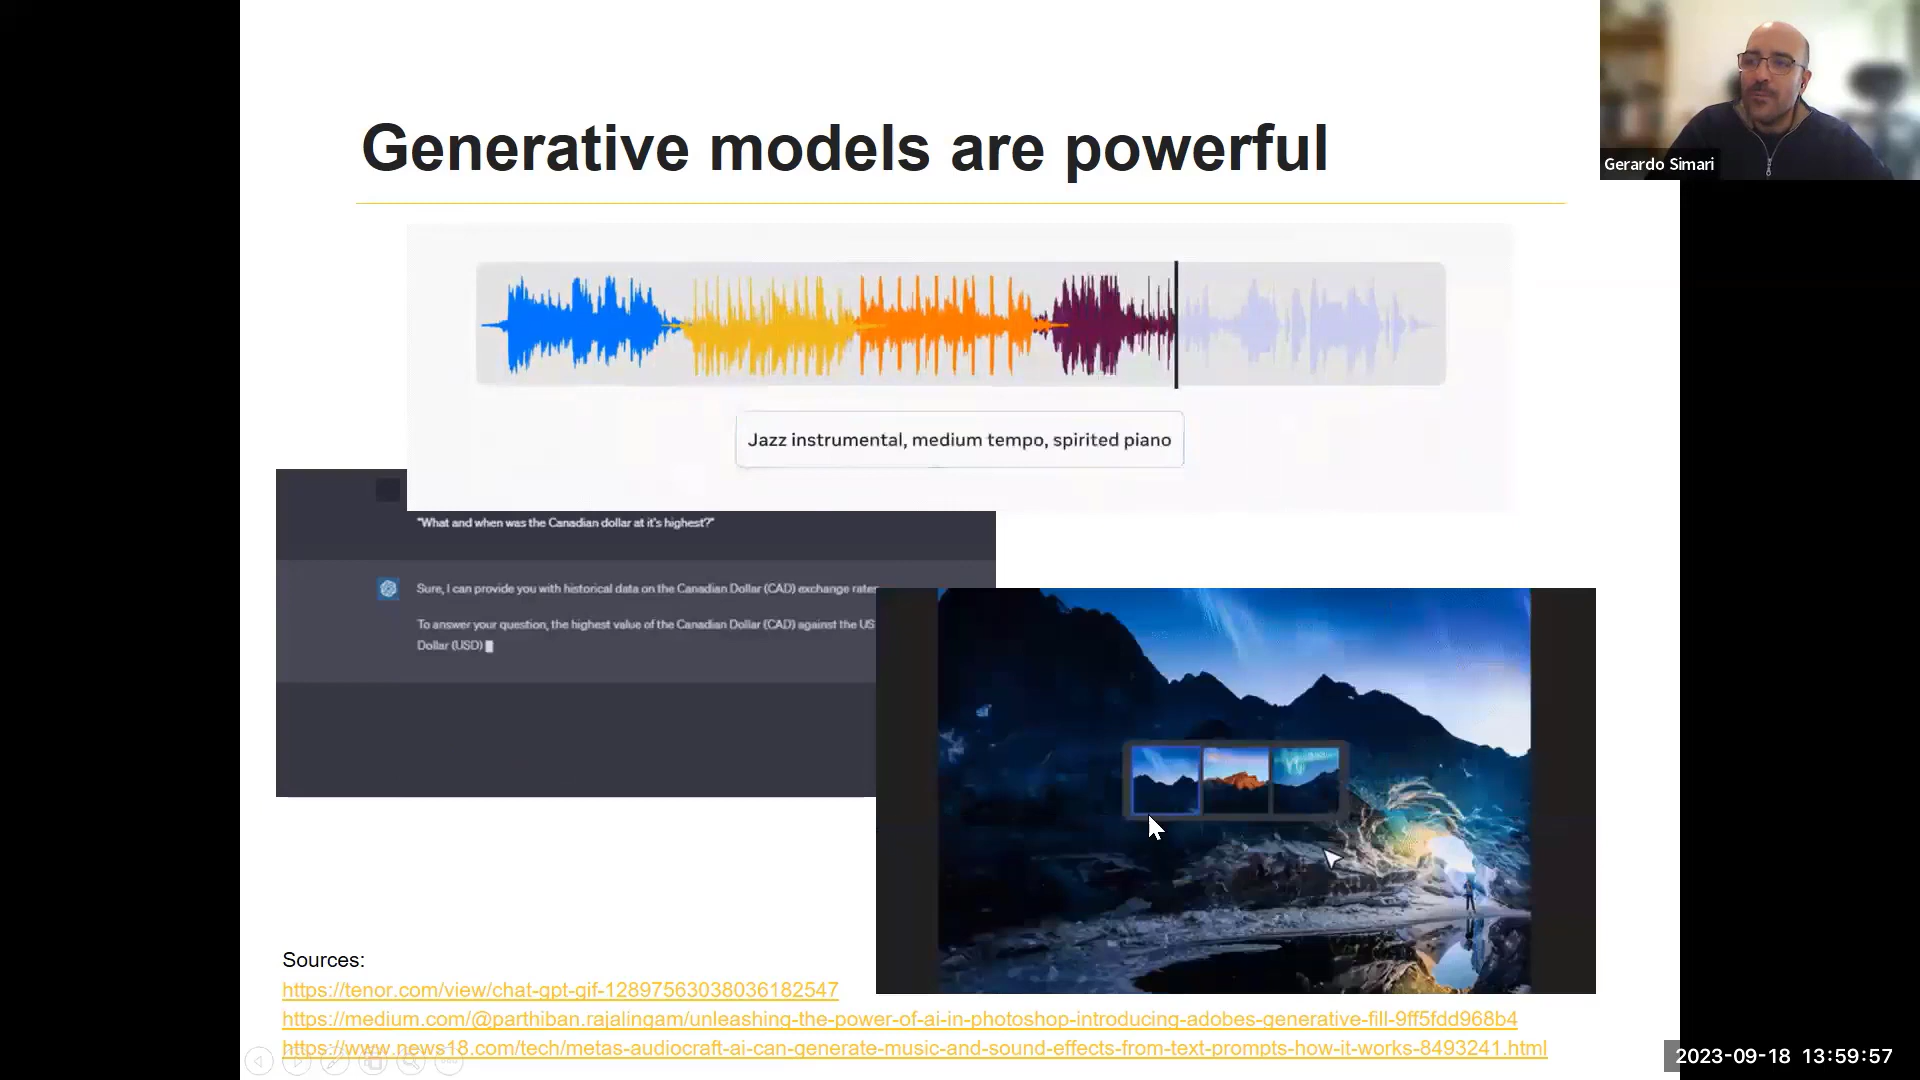 Generative models are powerful
Gerardo Simari
Jazz instrumental, medium tempo, spirited piano
"What and when was the Canadian dollar at it's highest?"
Sure, I can provide you with historical data on the Canadian Dollar (CAD) exchange rates
To answer your question, the highest value of the Canadian Dollar (CAD) against the US
Dollar (USD)
Sources:
https://tenor.com/view/chat-gpt-gif-12897563038036182547
https://medium.com/@parthiban.rajalingam/unleashing-the-power-of-ai-in-photoshop-introducing-adobes-generative-fill-9ff5fdd968b4
https://www.news18.com/tech/metas-audiocraft-ai-can-generate-music-and-sound-effects-from-text-prompts-how-it-works-8493241.html
2023-09-18 13:59:57